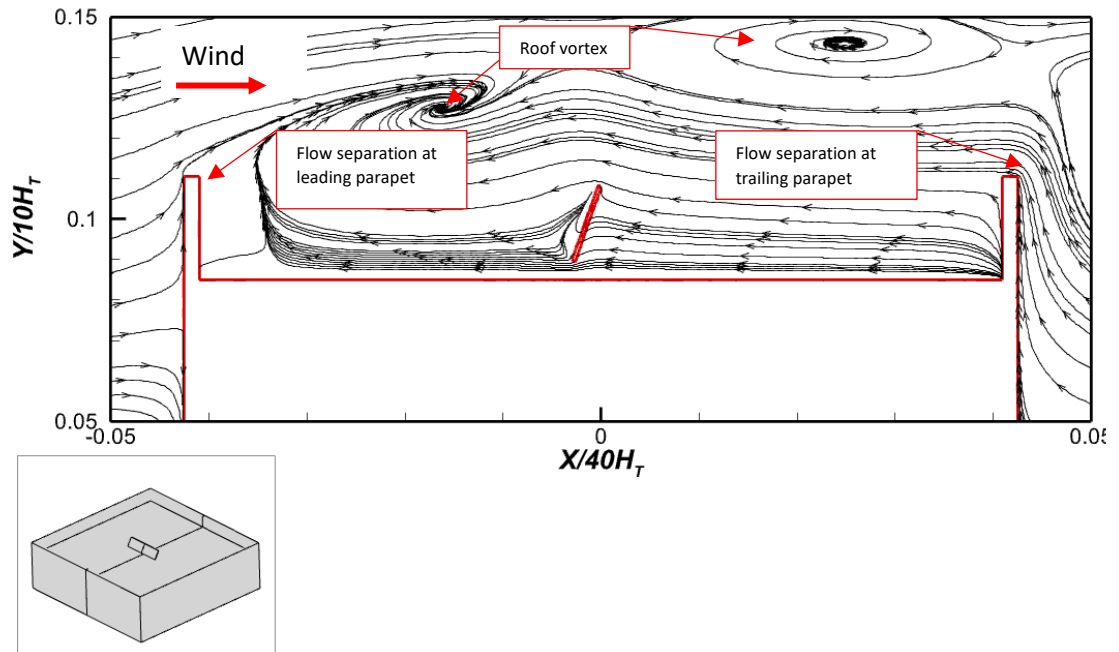 0.15
Wind
Roof vortex
Flow separation at
leading parapet
Flow separation at
trailing parapet
Y/10H_T
0.1
0.05
-0.05
0
0.05
X/40H_T